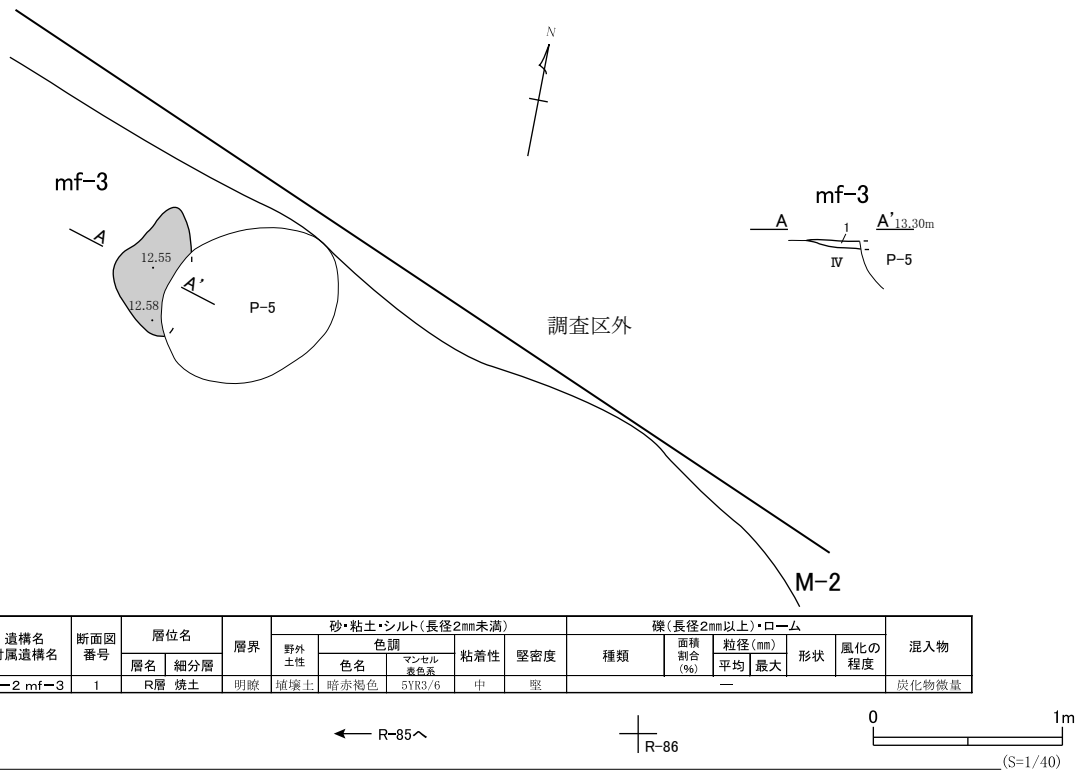 N
mf-3
A
A'
12.55
12.58
P-5
mf-3
A
A' 13.30m
1
Ⅳ
P-5
調査区外
M-2
遺構名
付属遺構名
断面図
番号
層位名
層名 細分層
層界
砂・粘土・シルト(長径2㎜未満)
野外
土性
色調
色名
マンセル
表色系
粘着性
堅密度
礫(長径2㎜以上)・ローム
種類
面積
割合
(%)
粒径(㎜)
平均 最大
形状
風化の
程度
混入物
-2 mf-3 1 R層 焼土 明瞭 埴壌土 暗赤褐色 5YR3/6 中 堅 — 炭化物微量
R-85へ
R-86
0 1m
(S=1/40)